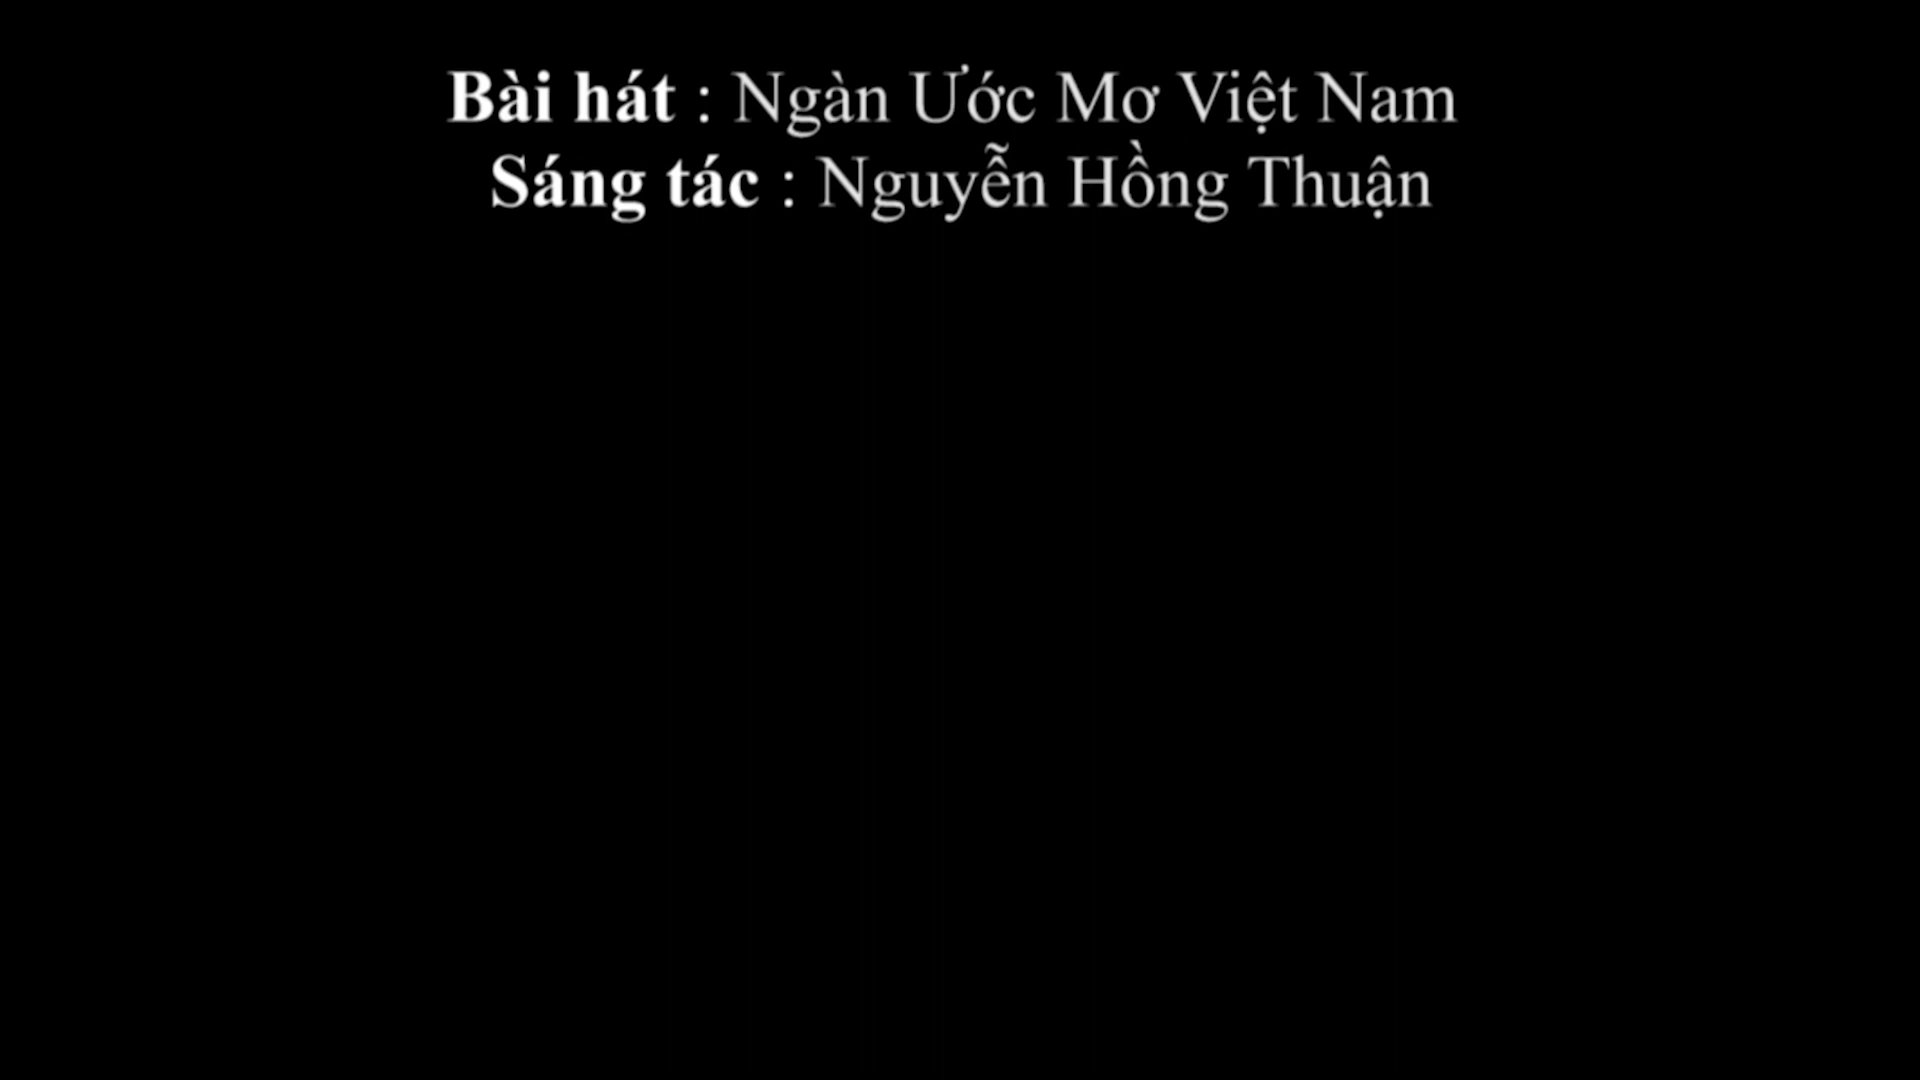 Bài hát : Ngàn Ước Mơ Việt Nam
Sáng tác : Nguyễn Hồng Thuận